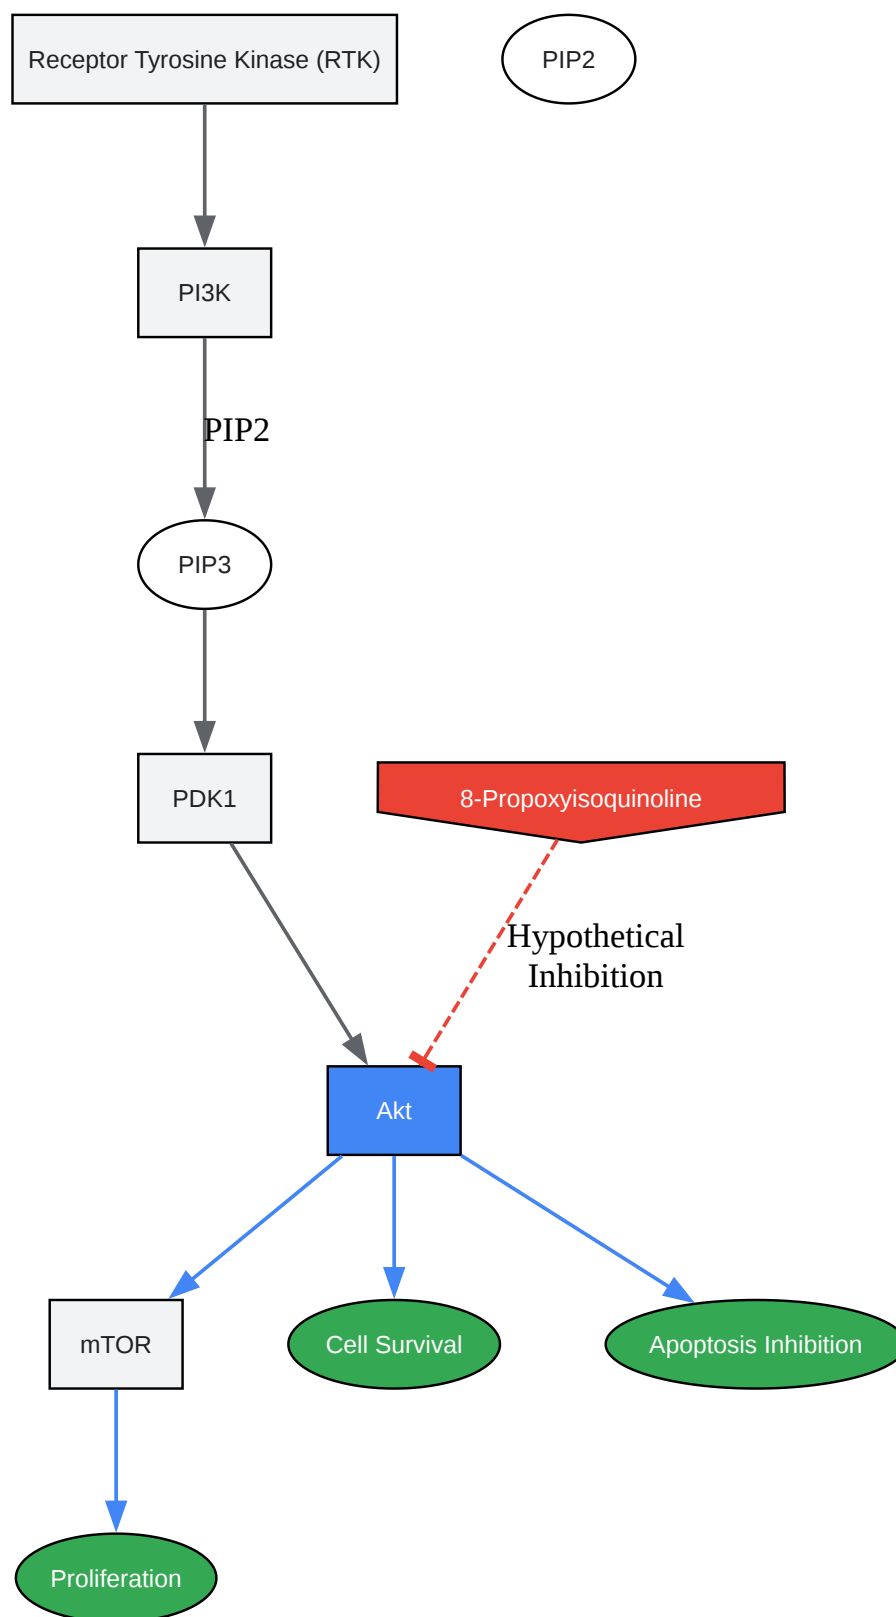 Receptor Tyrosine Kinase (RTK)
PIP2
PI3K
PIP2
PIP3
PDK1
8-Propoxyisoquinoline
Hypothetical
Inhibition
Akt
mTOR
Cell Survival
Apoptosis Inhibition
Proliferation